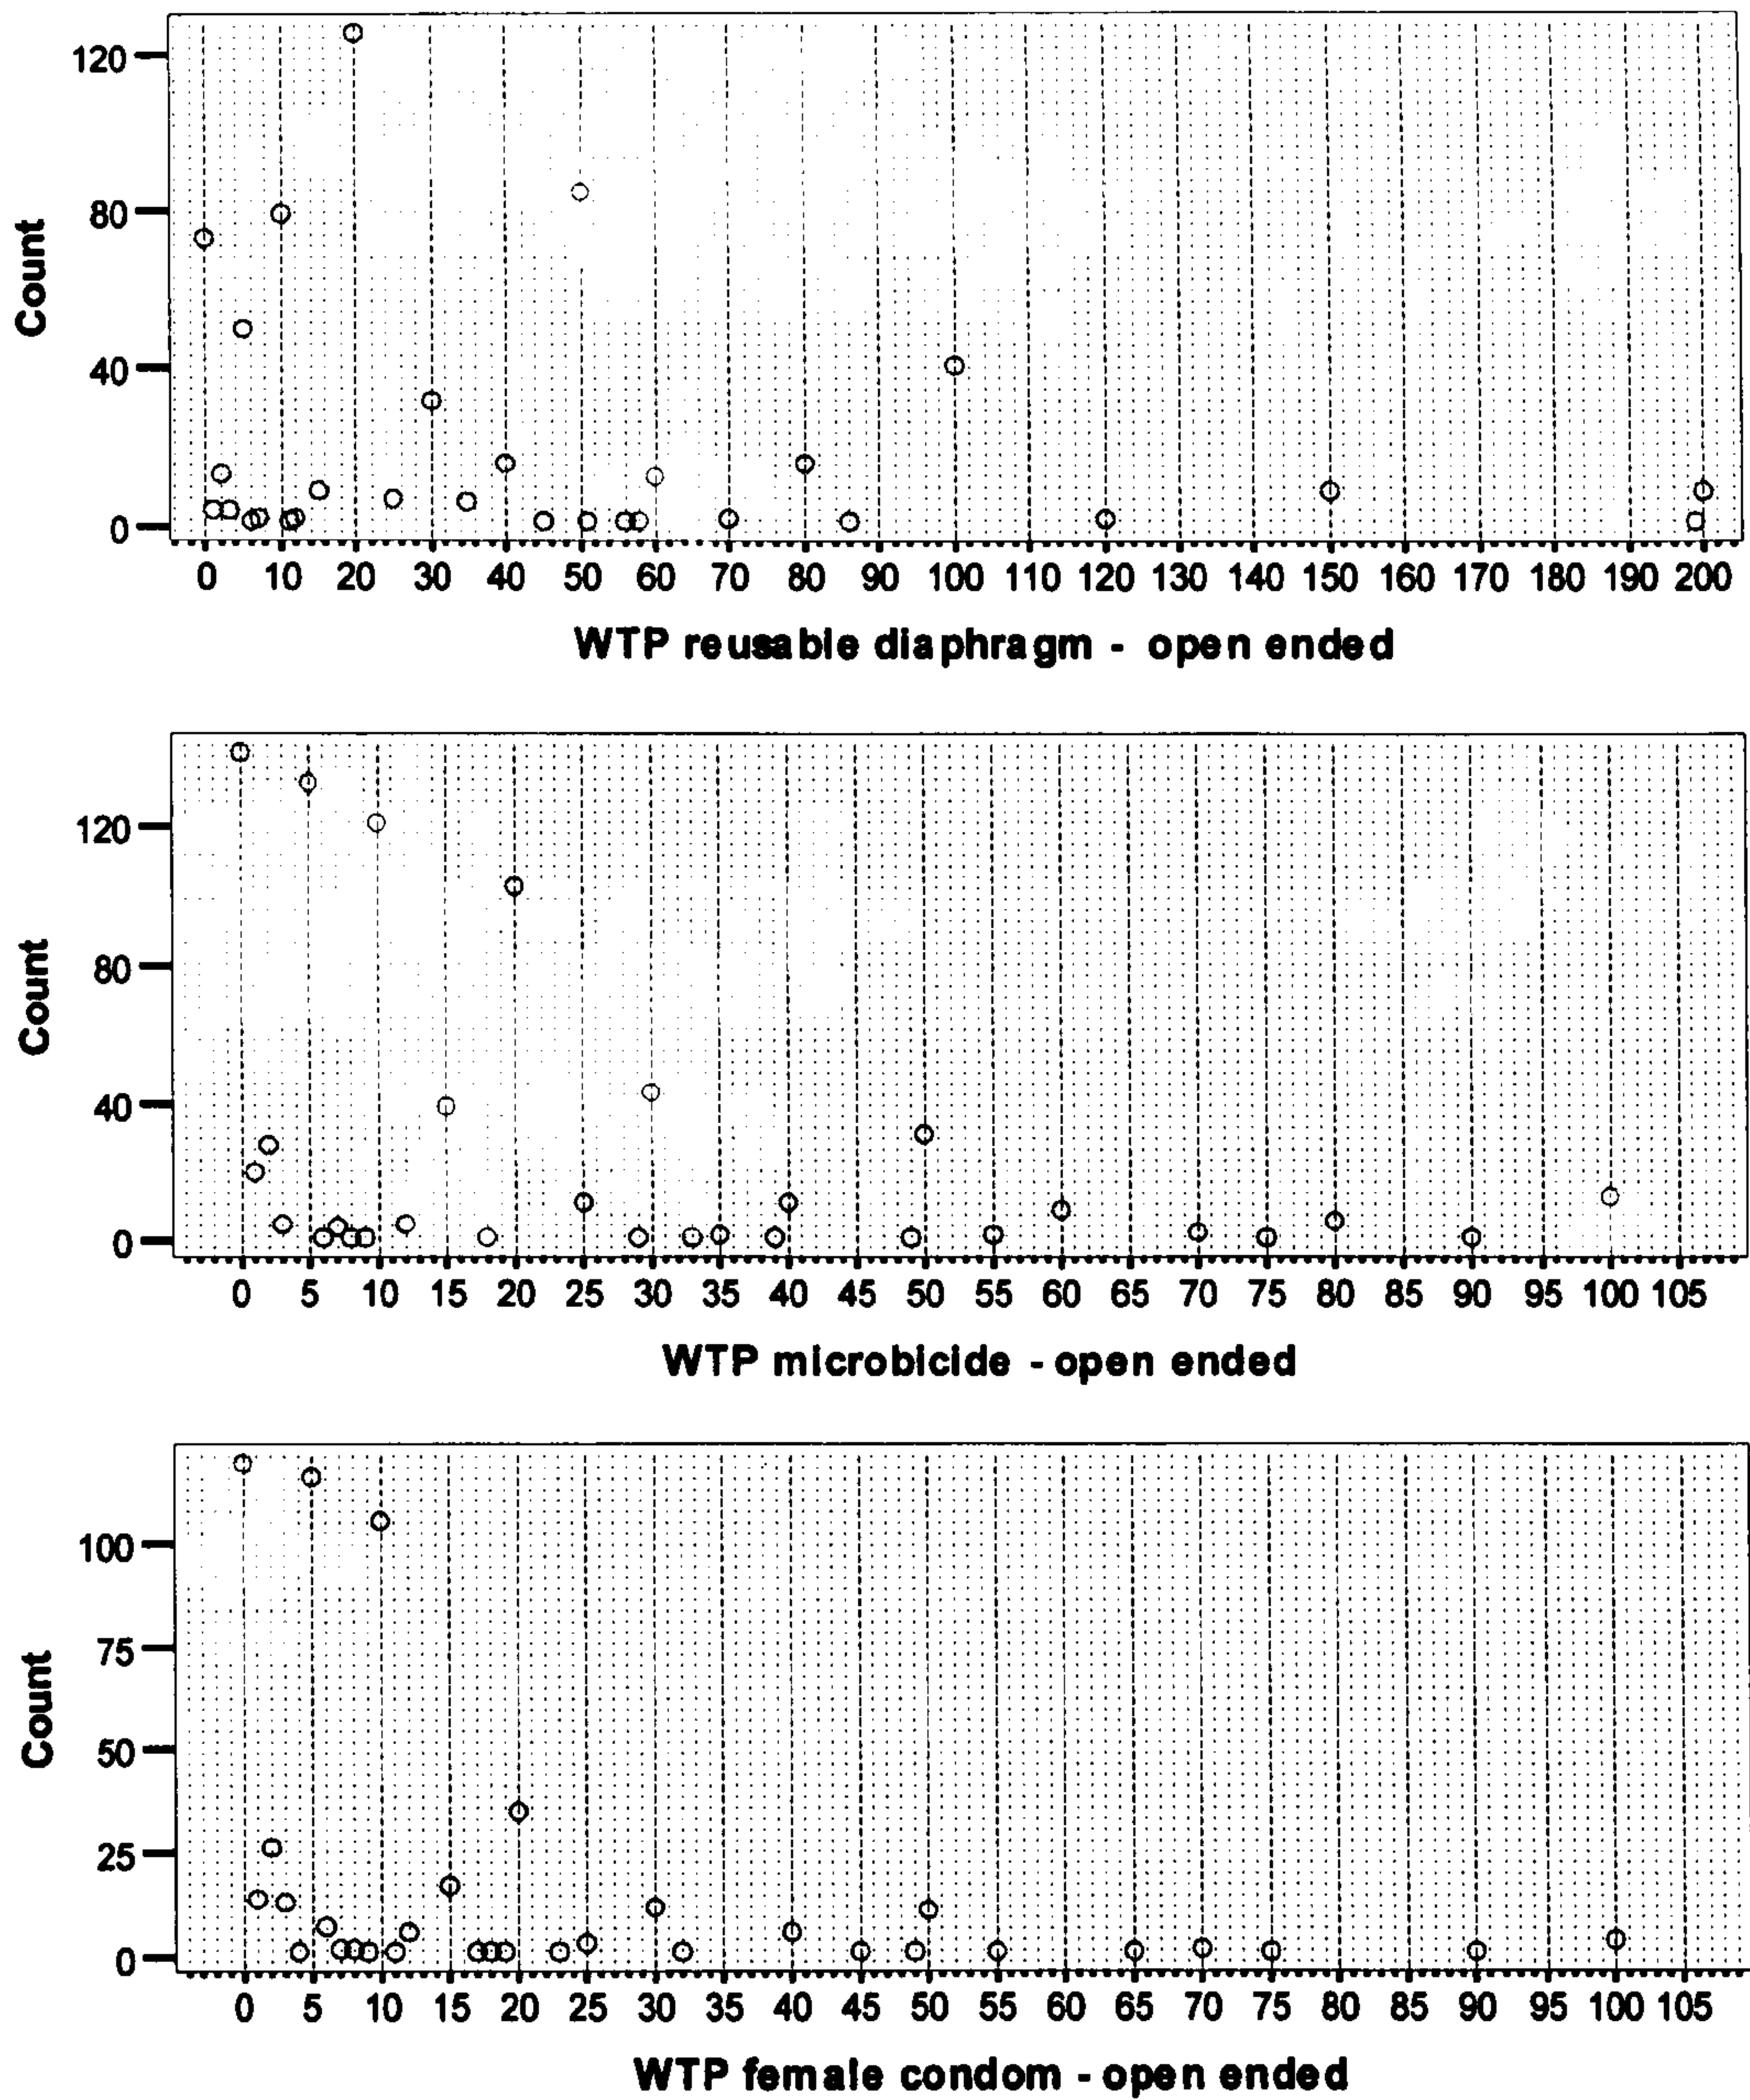 120
80
40
0
Count
0 10 20 30 40 50 60 70 80 90 100 110 120 130 140 150 160 170 180 190 200
WTP reusable diaphragm - open ended
120
80
40
0
Count
0 5 10 15 20 25 30 35 40 45 50 55 60 65 70 75 80 85 90 95 100 105
WTP microbicide - open ended
100
75
50
25
0
Count
0 5 10 15 20 25 30 35 40 45 50 55 60 65 70 75 80 85 90 95 100 105
WTP female condom - open ended